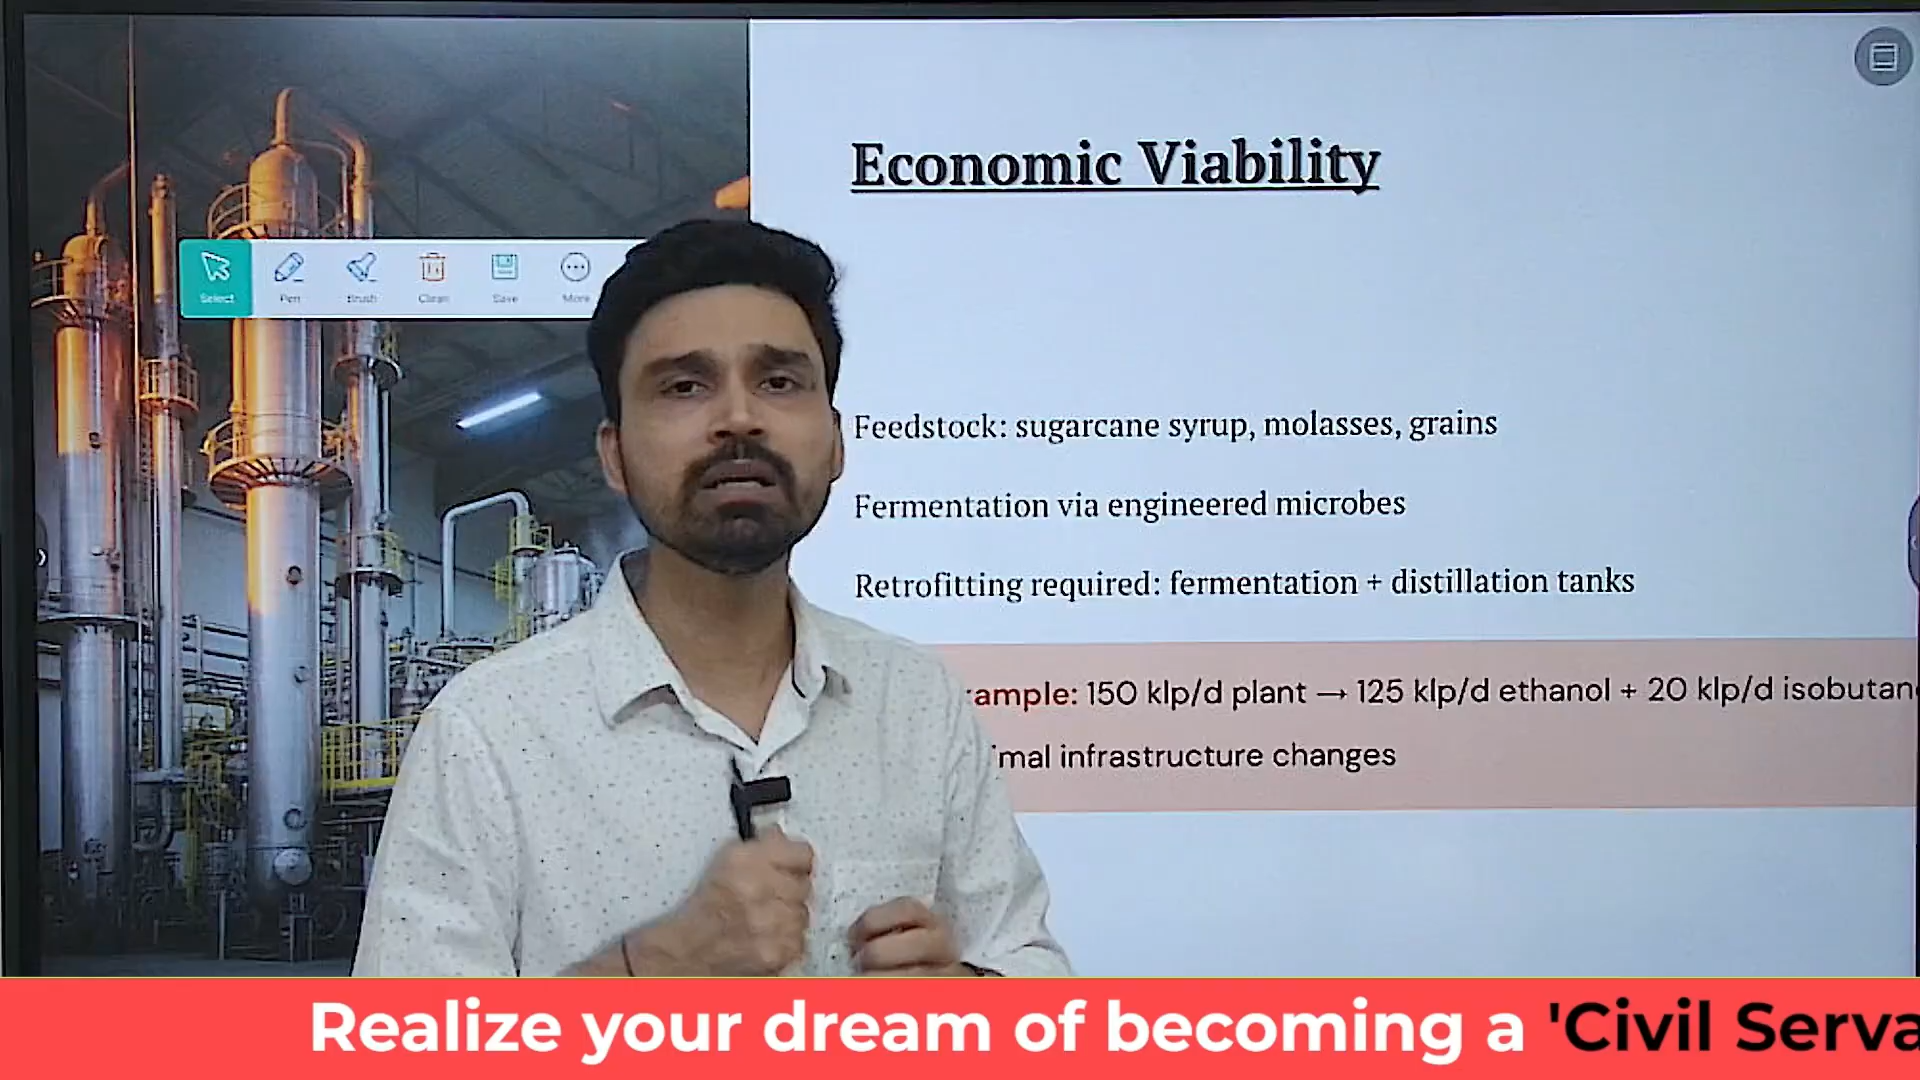 Economic Viability
Select Pen Brush Clean Save More
Feedstock: sugarcane syrup, molasses, grains
Fermentation via engineered microbes
Retrofitting required: fermentation + distillation tanks
ample: 150 klp/d plant → 125 klp/d ethanol + 20 klp/d isobutan
mal infrastructure changes
Realize your dream of becoming a 'Civil Serva